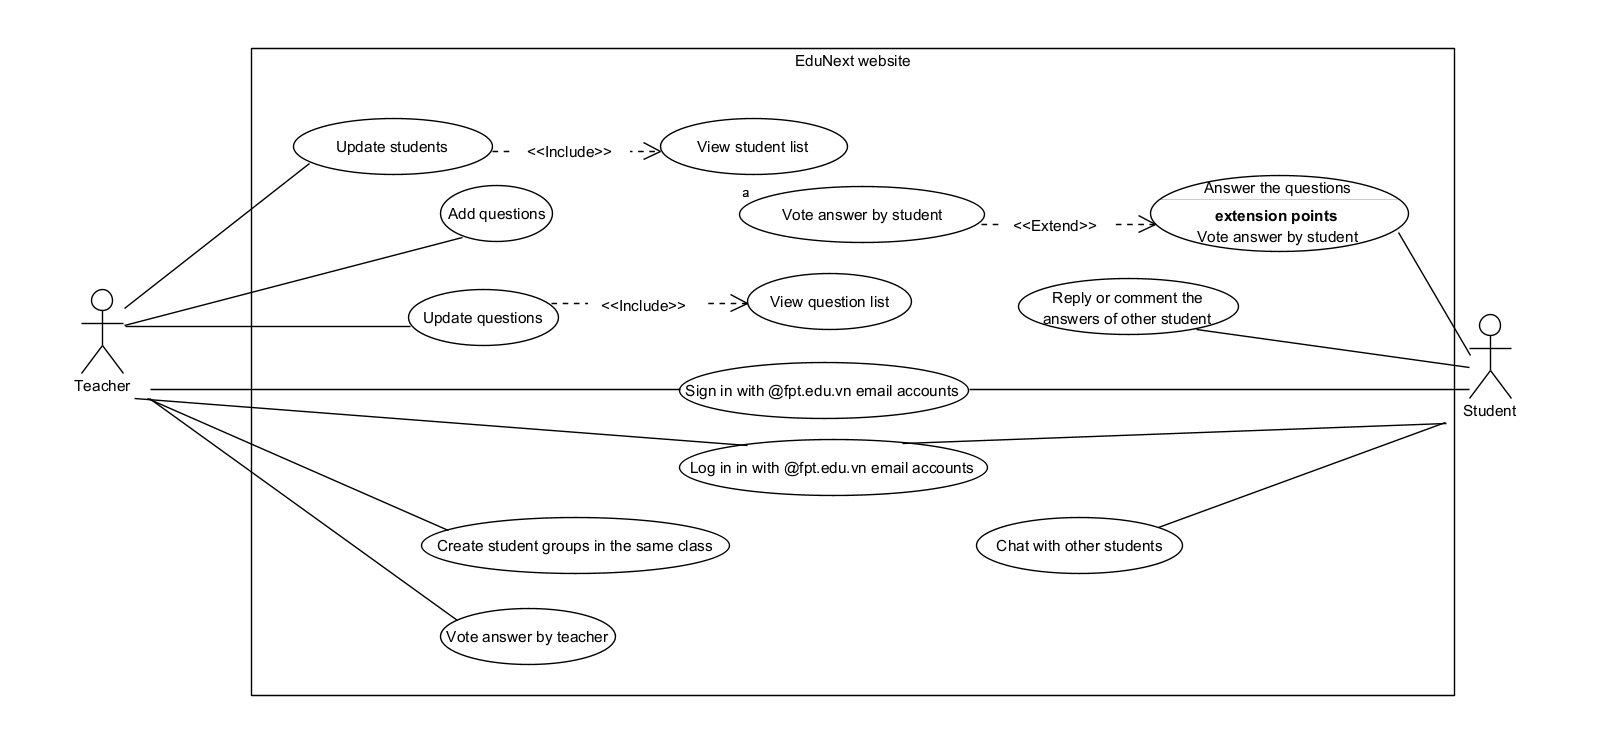 EduNext website
Update students
<<Include>>
View student list
a
Vote answer by student
<<Extend>>
Answer the questions
extension points
Vote answer by student
Add questions
Update questions
<<Include>>
View question list
Reply or comment the
answers of other student
Teacher
Student
Sign in with @fpt.edu.vn email accounts
Log in in with @fpt.edu.vn email accounts
Create student groups in the same class
Chat with other students
Vote answer by teacher